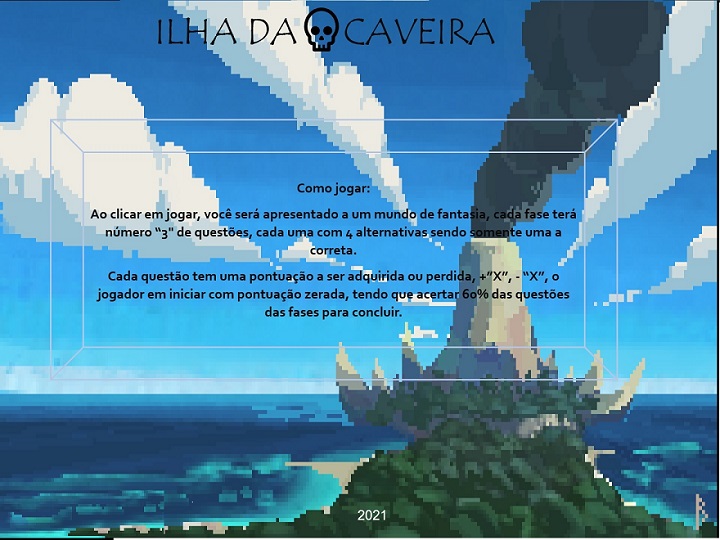 ILHA DA CAVEIRA
Como jogar:
Ao clicar em jogar, você será apresentado a um mundo de fantasia, cada fase terá
número “3" de questões, cada uma com 4 alternativas sendo somente uma a
correta.
Cada questão tem uma pontuação a ser adquirida ou perdida, +”X”, - “X”, o
jogador em iniciar com pontuação zerada, tendo que acertar 60% das questões
das fases para concluir.
2021